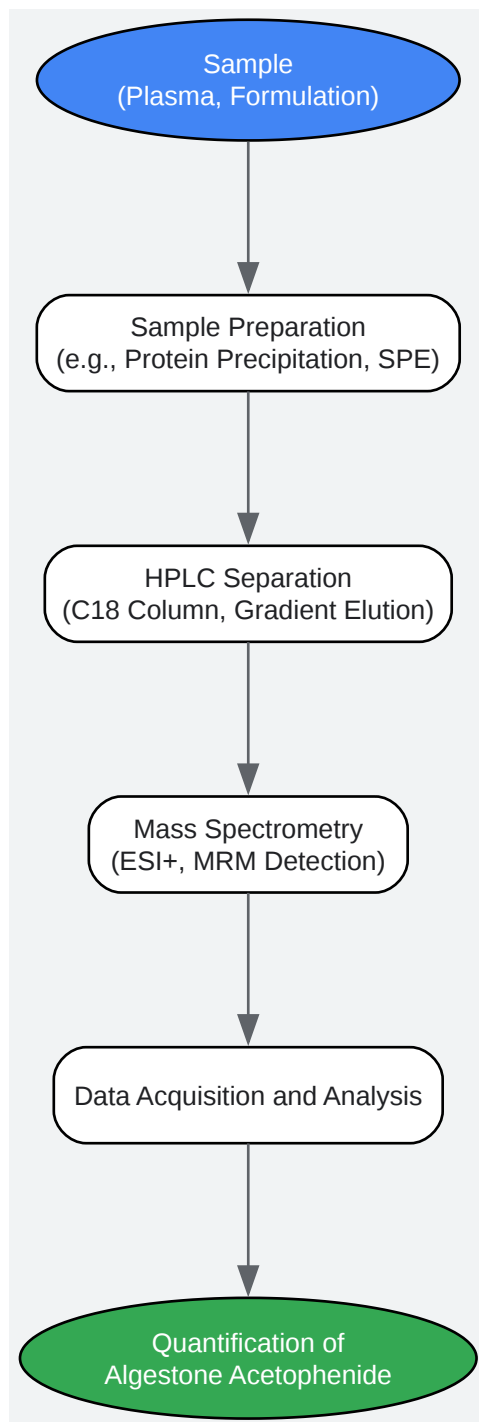 Sample
(Plasma, Formulation)
Sample Preparation
(e.g., Protein Precipitation, SPE)
HPLC Separation
(C18 Column, Gradient Elution)
Mass Spectrometry
(ESI+, MRM Detection)
Data Acquisition and Analysis
Quantification of
Algestone Acetophenide